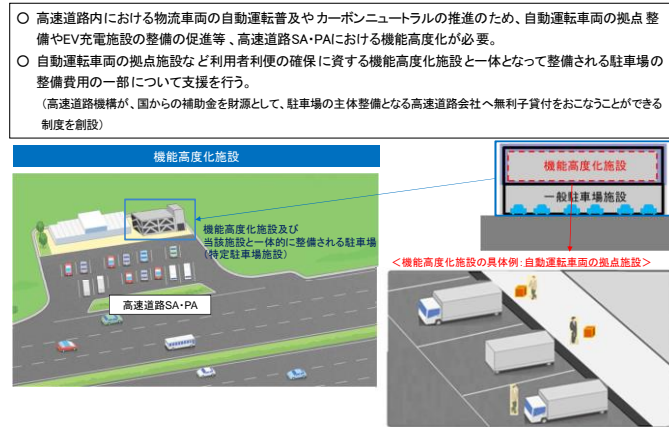 ○ 高速道路内における物流車両の自動運転普及やカーボンニュートラルの推進のため、自動運転車両の拠点整
備やEV充電施設の整備の促進等、高速道路SA・PAにおける機能高度化が必要。
○ 自動運転車両の拠点施設など利用者利便の確保に資する機能高度化施設と一体となって整備される駐車場の
整備費用の一部について支援を行う。
（高速道路機構が、国からの補助金を財源として、駐車場の主体整備となる高速道路会社へ無利子貸付をおこなうことができる
制度を創設）
機能高度化施設
機能高度化施設及び
当該施設と一体的に整備される駐車場
（特定駐車場施設）
高速道路SA・PA
機能高度化施設
一般駐車場施設
＜機能高度化施設の具体例：自動運転車両の拠点施設＞